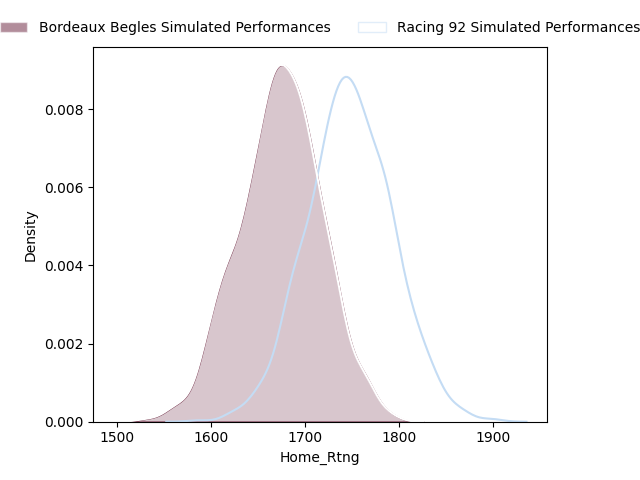 Bordeaux Begles Simulated Performances
Racing 92 Simulated Performances
0.008
0.006
0.004
0.002
0.000
Density
1500
1600
1700
1800
1900
Home_Rtng